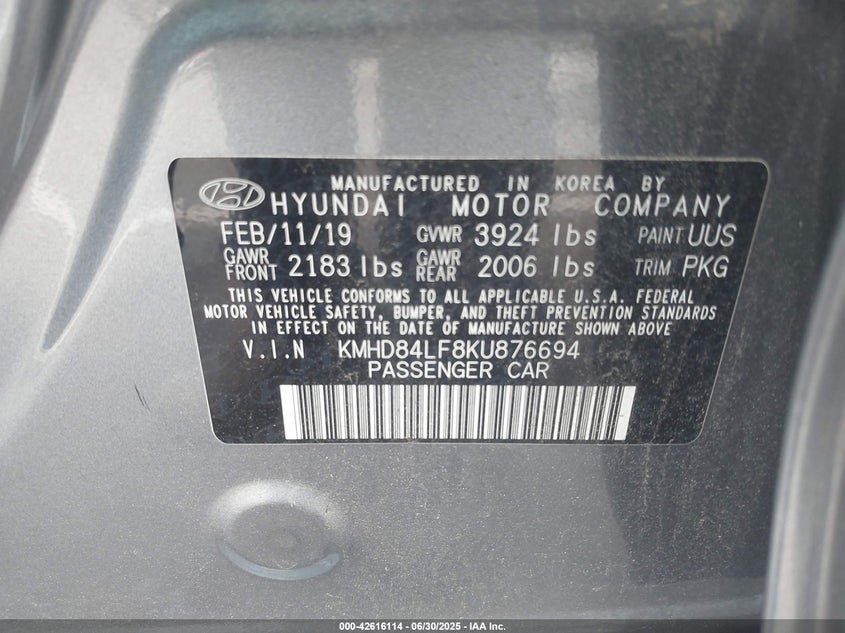 MANUFACTURED IN KOREA BY
HYUNDAI MOTOR COMPANY
FEB/11/19 GVWR 3924 lbs PAINT UUS
GAWR FRONT 2183 lbs GAWR REAR 2006 lbs TRIM PKG
THIS VEHICLE CONFORMS TO ALL APPLICABLE U.S.A. FEDERAL
MOTOR VEHICLE SAFETY, BUMPER, AND THEFT PREVENTION STANDARDS
IN EFFECT ON THE DATE OF MANUFACTURE SHOWN ABOVE
V.I.N KMHD84LF8KU876694
PASSENGER CAR
000-42616114 - 06/30/2025 - IAA Inc.